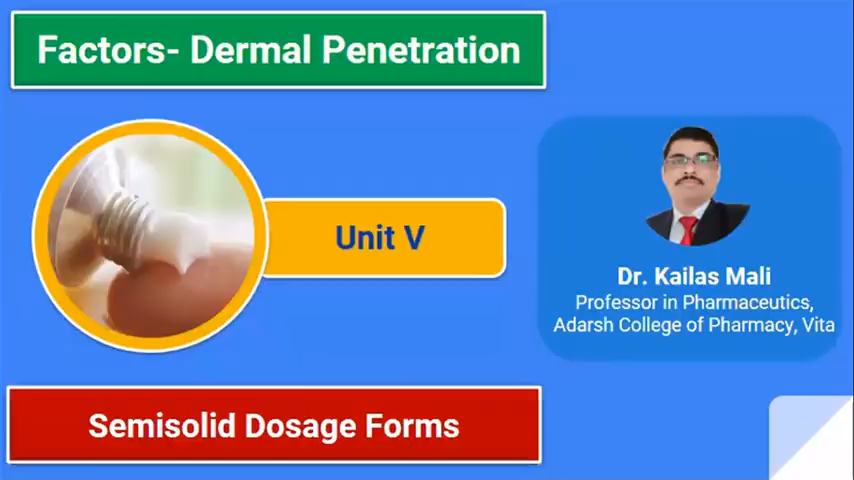 Factors- Dermal Penetration
Unit V
Dr. Kailas Mali
Professor in Pharmaceutics,
Adarsh College of Pharmacy, Vita
Semisolid Dosage Forms